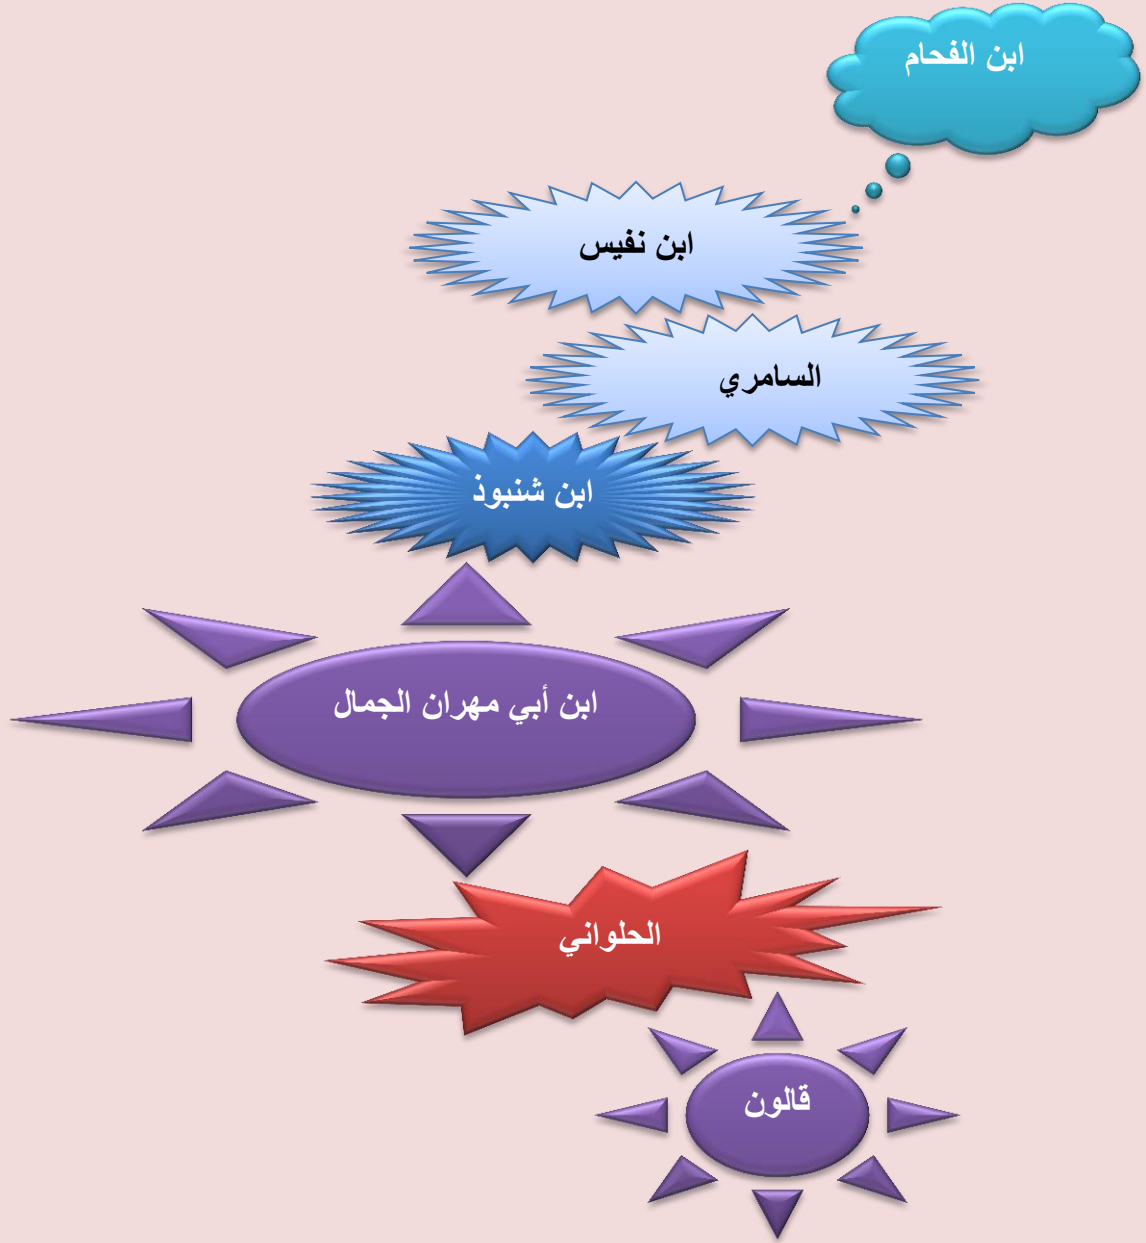 ابن الفحام
ابن نفيس
السامري
ابن شنبوذ
ابن أبي مهران الجمال
الحلواني
قالون